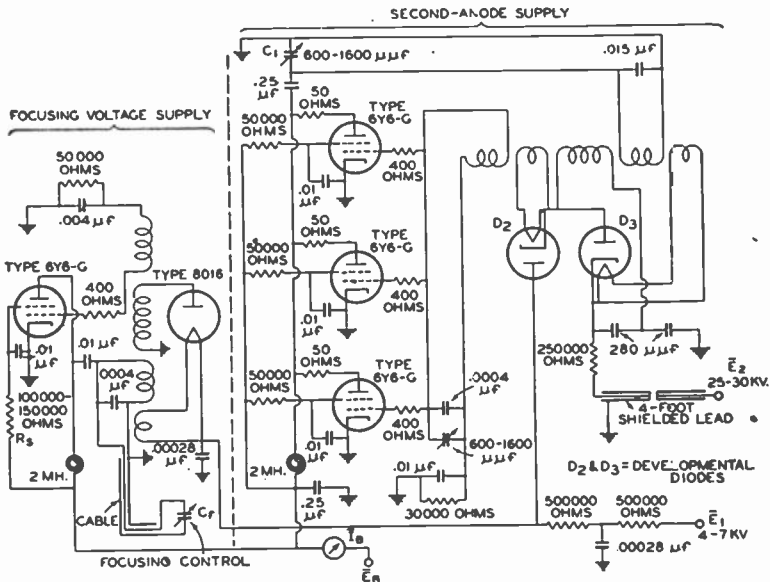 SECOND-ANODE SUPPLY
C1
600-1600 μμf
.015 μf
.25
μf
50
OHMS
TYPE
6Y6-G
FOCUSING VOLTAGE SUPPLY
50000
OHMS
50000
OHMS
400
OHMS
.004 μf
.01
μf
D2
D3
50
OHMS
TYPE
6Y6-G
TYPE 6Y6-G
TYPE 8016
50000
OHMS
400
OHMS
400
OHMS
.01
μf
.01
μf
.01
μf
.0004
μf
280 μμf
250000
OHMS
50
OHMS
TYPE
6Y6-G
50000
OHMS
.0004
μf
E2
25-30 KV.
4-FOOT
SHIELDED LEAD
100000-
150000
OHMS
RS
400
OHMS
600-1600
μμf
.00028
μf
.01
μf
.01
μf
D2 & D3 = DEVELOPMENTAL
DIODES
2 MH.
2 MH.
.25
μf
30000 OHMS
500000
OHMS
500000
OHMS
E1
4-7 KV
CABLE
Cf
.00028 μf
FOCUSING CONTROL
IB
EB